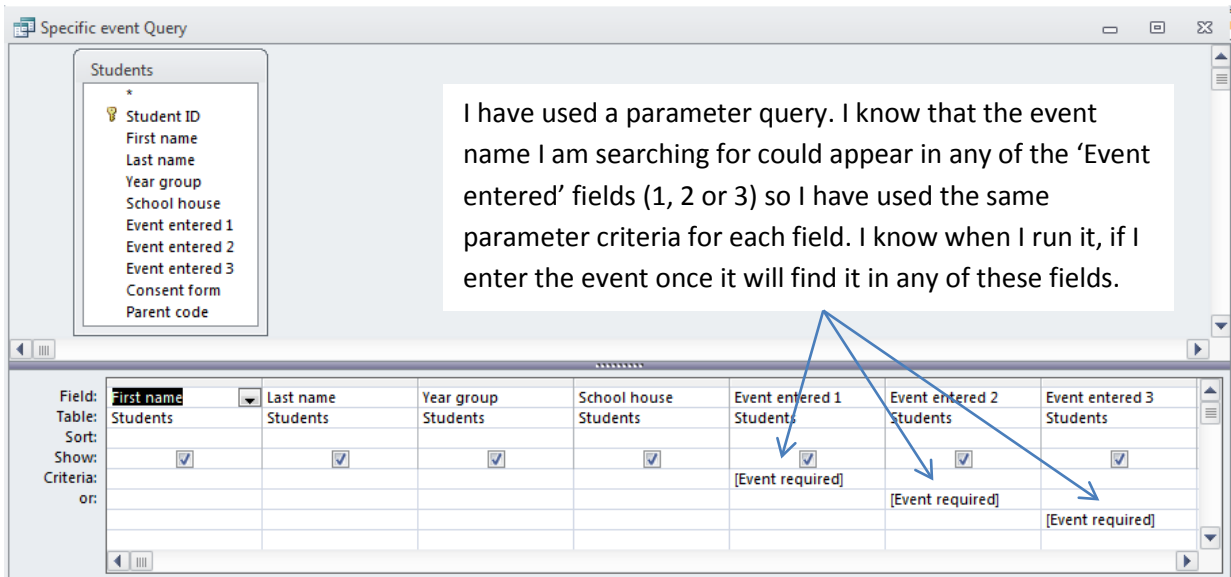 Specific event Query
Students
*
Student ID
First name
Last name
Year group
School house
Event entered 1
Event entered 2
Event entered 3
Consent form
Parent code
I have used a parameter query. I know that the event
name I am searching for could appear in any of the ‘Event
entered’ fields (1, 2 or 3) so I have used the same
parameter criteria for each field. I know when I run it, if I
enter the event once it will find it in any of these fields.
Field: First name Last name Year group School house Event entered 1 Event entered 2 Event entered 3
Table: Students Students Students Students Students Students Students
Sort:
Show:
Criteria: [Event required]
or: [Event required]
[Event required]